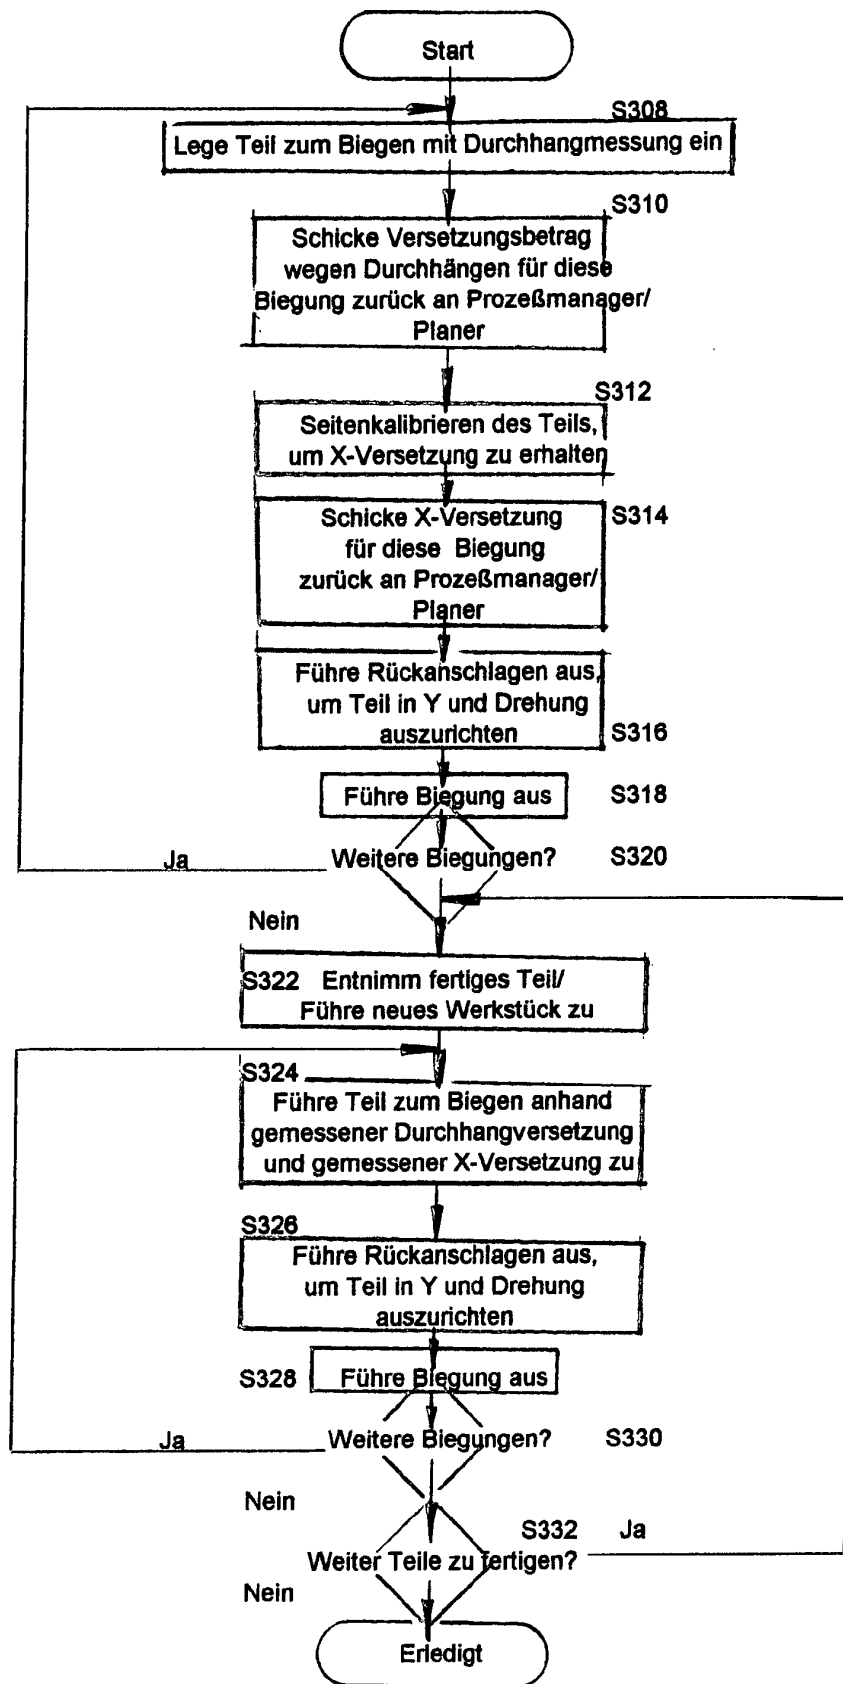 Start
S308
Lege Teil zum Biegen mit Durchhangmessung ein
S310
Schicke Versetzungsbetrag
wegen Durchhängen für diese
Biegung zurück an Prozeßmanager/
Planer
S312
Seitenkalibrieren des Teils,
um X-Versetzung zu erhalten
Schicke X-Versetzung
S314
für diese Biegung
zurück an Prozeßmanager/
Planer
Führe Rückanschlagen aus,
um Teil in Y und Drehung
auszurichten
S316
Führe Biegung aus
S318
Ja
Weitere Biegungen?
S320
Nein
S322
Entnimm fertiges Teil/
Führe neues Werkstück zu
S324
Führe Teil zum Biegen anhand
gemessener Durchhangversetzung
und gemessener X-Versetzung zu
S326
Führe Rückanschlagen aus,
um Teil in Y und Drehung
auszurichten
S328
Führe Biegung aus
Ja
Weitere Biegungen?
S330
Nein
S332
Ja
Weiter Teile zu fertigen?
Nein
Erledigt